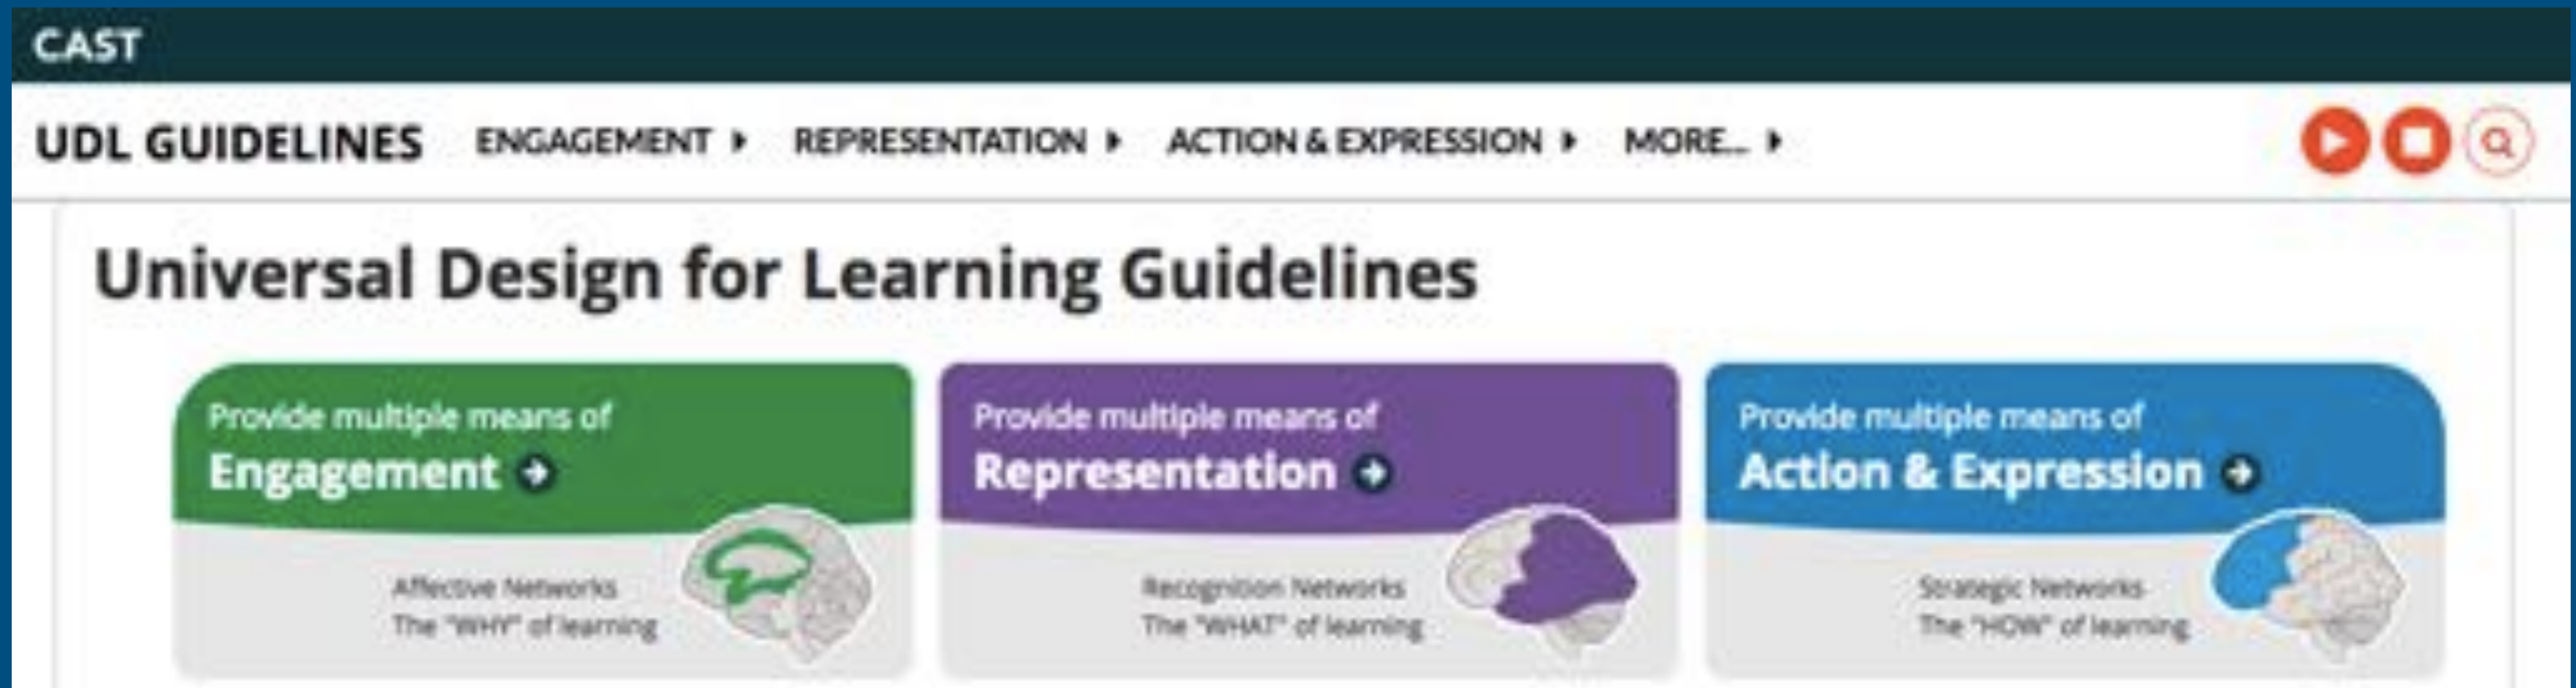 CAST
UDL GUIDELINES ENGAGEMENT REPRESENTATION ACTION & EXPRESSION MORE...
Universal Design for Learning Guidelines
Provide multiple means of
Engagement
Affective Networks
The "WHY" of learning
Provide multiple means of
Representation
Recognition Networks
The "WHAT" of learning
Provide multiple means of
Action & Expression
Strategic Networks
The "HOW" of learning